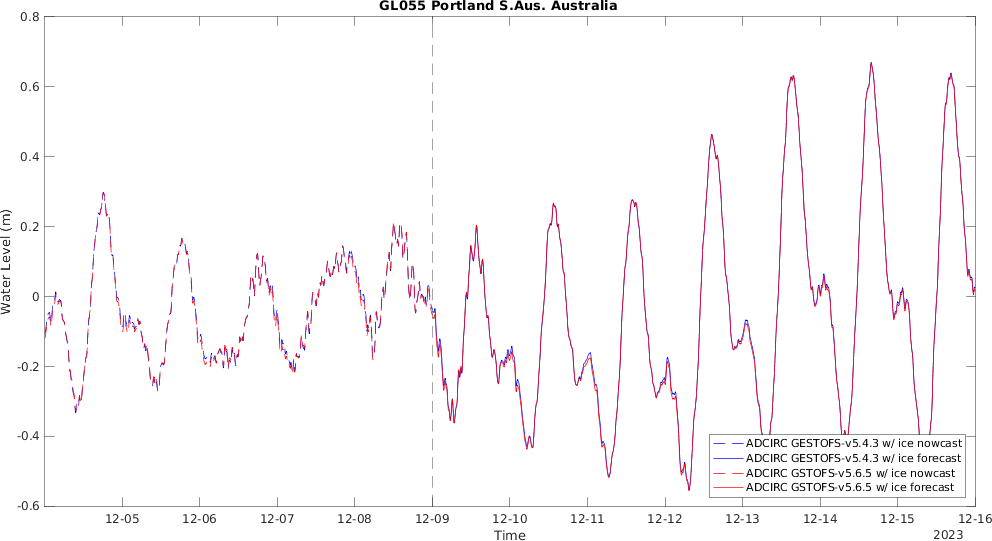 GL055 Portland S.Aus. Australia
0.8
0.6
0.4
0.2
0
-0.2
-0.4
-0.6
Water Level (m)
ADCIRC GESTOFS-v5.4.3 w/ ice nowcast
ADCIRC GESTOFS-v5.4.3 w/ ice forecast
ADCIRC GSTOFS-v5.6.5 w/ ice nowcast
ADCIRC GSTOFS-v5.6.5 w/ ice forecast
12-05 12-06 12-07 12-08 12-09 12-10 12-11 12-12 12-13 12-14 12-15 12-16
Time 2023